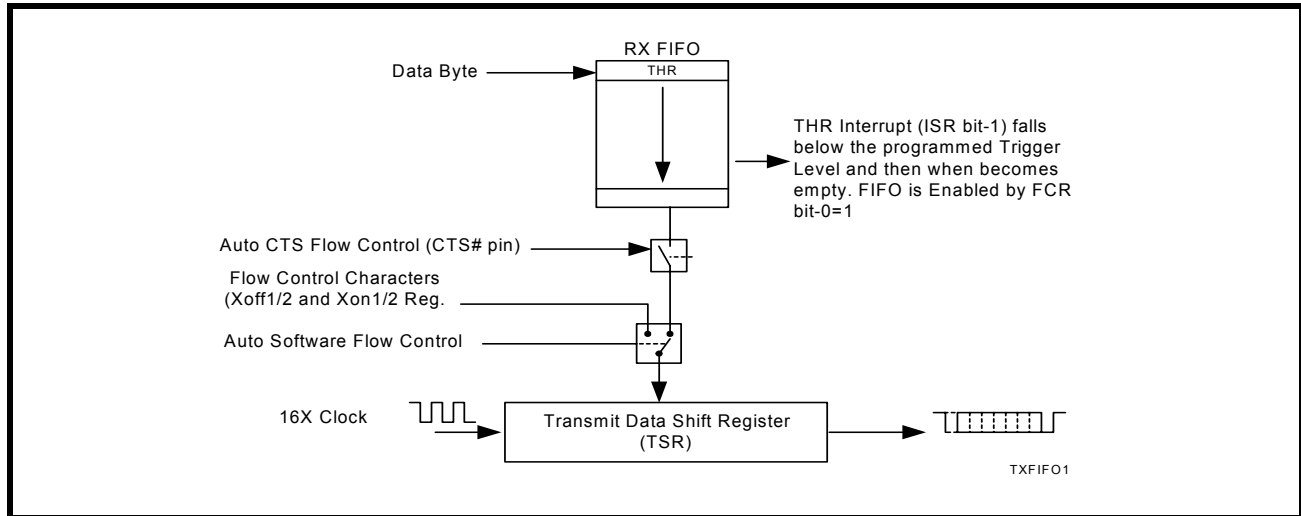 RX FIFO
THR
Data Byte
THR Interrupt (ISR bit-1) falls
below the programmed Trigger
Level and then when becomes
empty. FIFO is Enabled by FCR
bit-0=1
Auto CTS Flow Control (CTS# pin)
Flow Control Characters
(Xoff1/2 and Xon1/2 Reg.
Auto Software Flow Control
16X Clock
Transmit Data Shift Register
(TSR)
TXFIFO1